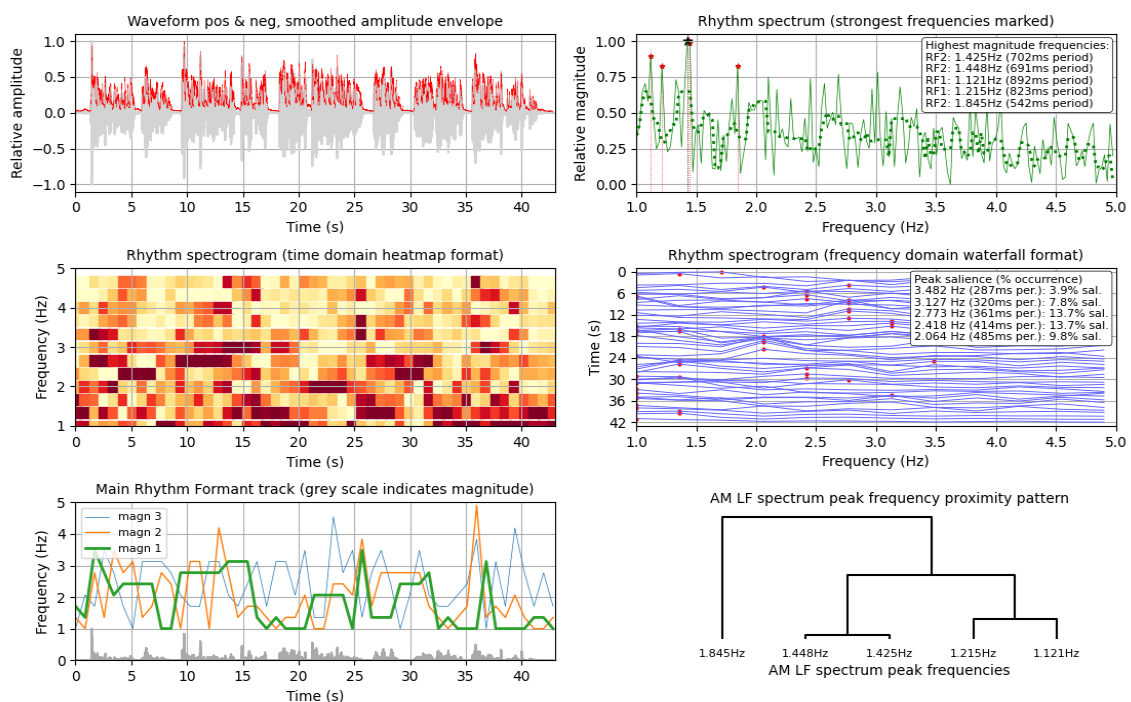 Waveform pos & neg, smoothed amplitude envelope
1.0
0.5
0.0
−0.5
−1.0
Relative amplitude
0 5 10 15 20 25 30 35 40
Time (s)
Rhythm spectrum (strongest frequencies marked)
1.00
0.75
0.50
0.25
0.00
Relative magnitude
Highest magnitude frequencies:
RF2: 1.425Hz (702ms period)
RF2: 1.448Hz (691ms period)
RF1: 1.121Hz (892ms period)
RF1: 1.215Hz (823ms period)
RF2: 1.845Hz (542ms period)
1.0 1.5 2.0 2.5 3.0 3.5 4.0 4.5 5.0
Frequency (Hz)
Rhythm spectrogram (time domain heatmap format)
5
4
3
2
1
Frequency (Hz)
0 5 10 15 20 25 30 35 40
Time (s)
Rhythm spectrogram (frequency domain waterfall format)
0
6
12
18
24
30
36
42
Time (s)
Peak salience (% occurrence)
3.482 Hz (287ms per.): 3.9% sal.
3.127 Hz (320ms per.): 7.8% sal.
2.773 Hz (361ms per.): 13.7% sal.
2.418 Hz (414ms per.): 13.7% sal.
2.064 Hz (485ms per.): 9.8% sal.
1.0 1.5 2.0 2.5 3.0 3.5 4.0 4.5 5.0
Frequency (Hz)
Main Rhythm Formant track (grey scale indicates magnitude)
5
4
3
2
1
0
Frequency (Hz)
magn 3
magn 2
magn 1
0 5 10 15 20 25 30 35 40
Time (s)
AM LF spectrum peak frequency proximity pattern
1.845Hz 1.448Hz 1.425Hz 1.215Hz 1.121Hz
AM LF spectrum peak frequencies